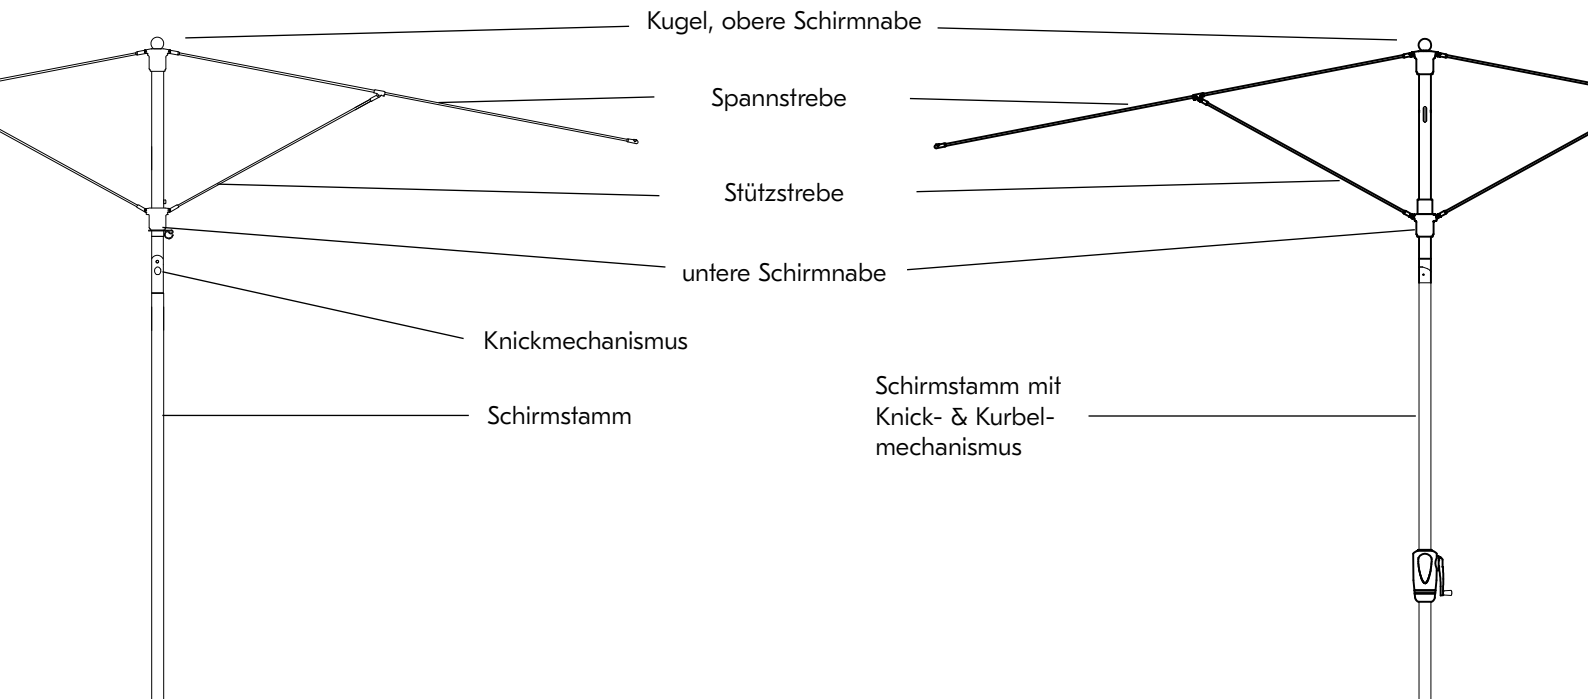 Kugel, obere Schirmnabe
Spannstrebe
Stützstrebe
untere Schirmnabe
Knickmechanismus
Schirmstamm
Schirmstamm mit
Knick- & Kurbel-
mechanismus